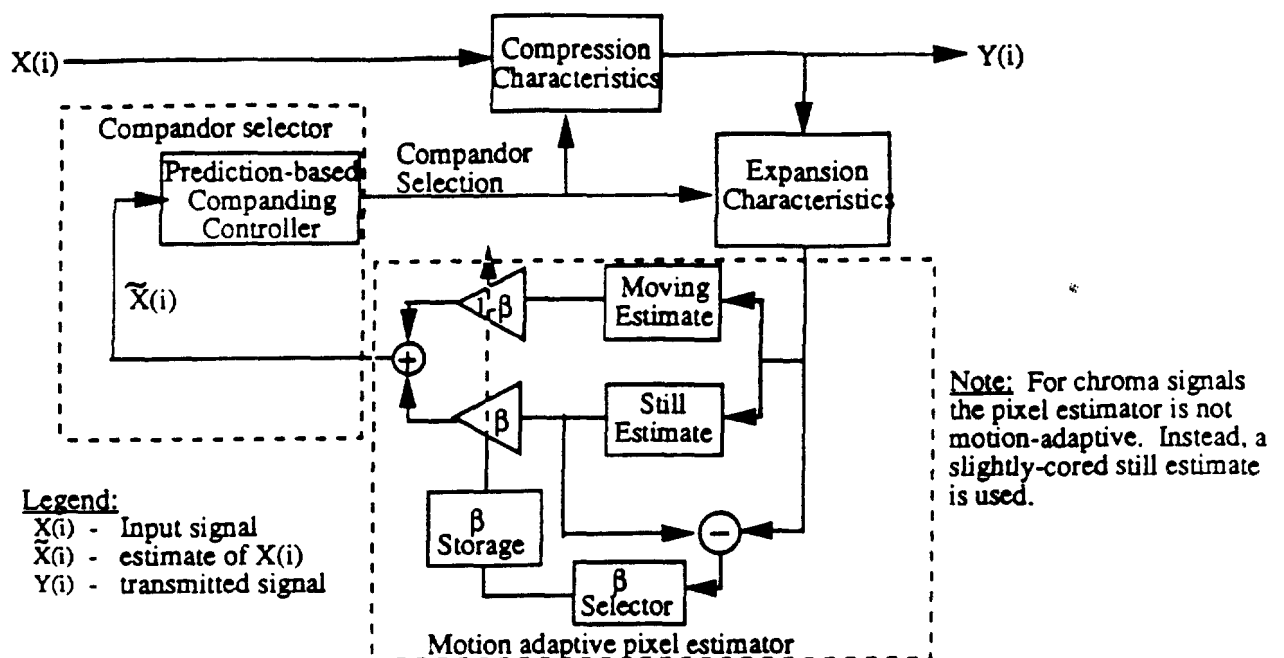 X(i)
Compression
Characteristics
Y(i)
Compandor selector
Prediction-based
Companding
Controller
Compandor
Selection
Expansion
Characteristics
X̃(i)
1-β
Moving
Estimate
+
β
Still
Estimate
Note: For chroma signals
the pixel estimator is not
motion-adaptive. Instead, a
slightly-cored still estimate
is used.
β
Storage
−
β
Selector
Legend:
X(i) - Input signal
X̃(i) - estimate of X(i)
Y(i) - transmitted signal
Motion adaptive pixel estimator